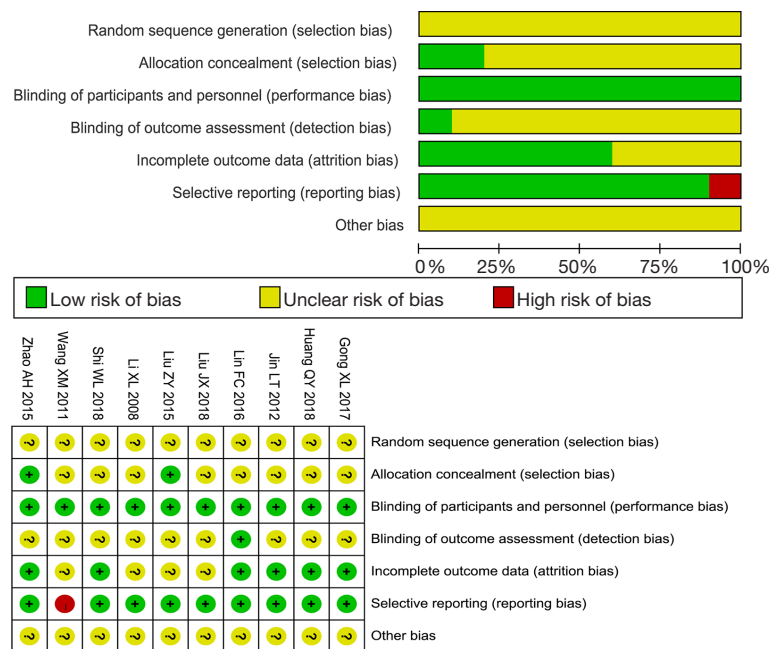 Random sequence generation (selection bias)
Allocation concealment (selection bias)
Blinding of participants and personnel (performance bias)
Blinding of outcome assessment (detection bias)
Incomplete outcome data (attrition bias)
Selective reporting (reporting bias)
Other bias
0% 25% 50% 75% 100%
Low risk of bias Unclear risk of bias High risk of bias
Zhao AH 2015
Wang XM 2011
Shi WL 2018
Li XL 2008
Liu ZY 2015
Liu JX 2018
Lin FC 2016
Jin LT 2012
Huang QY 2018
Gong XL 2017
? ? ? ? ? ? ? ? ? ? Random sequence generation (selection bias)
+ ? ? ? + ? ? ? ? ? Allocation concealment (selection bias)
+ + + + + + + + + + Blinding of participants and personnel (performance bias)
? ? ? ? ? ? + ? ? ? Blinding of outcome assessment (detection bias)
+ ? + ? ? ? + + + + Incomplete outcome data (attrition bias)
+ - + + + + + + + + Selective reporting (reporting bias)
? ? ? ? ? ? ? ? ? ? Other bias